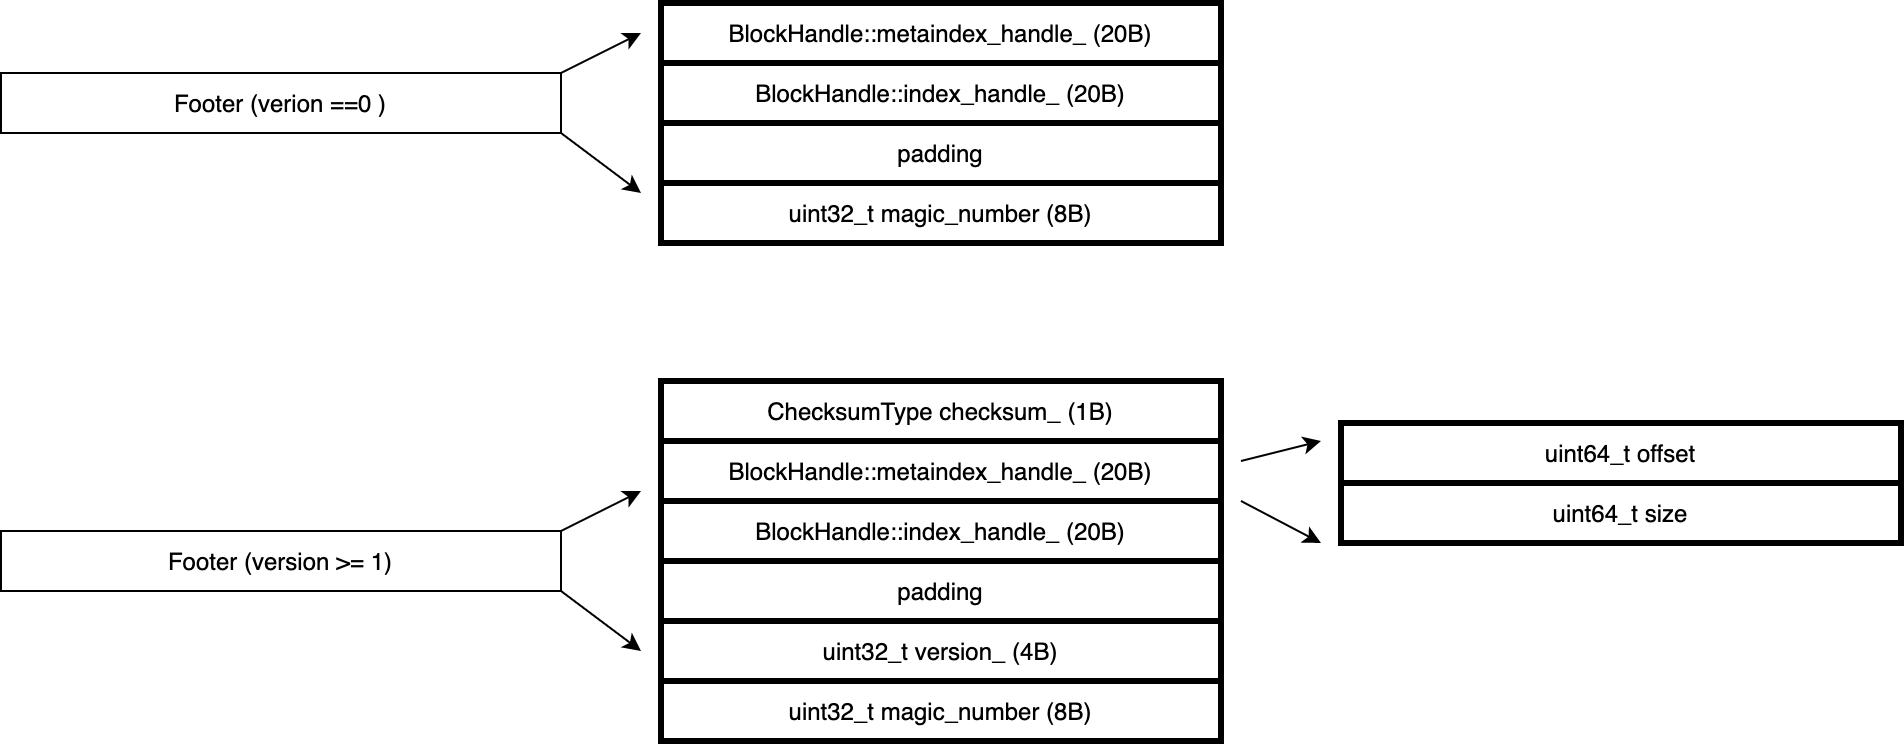 Footer (verion ==0 )
BlockHandle::metaindex_handle_ (20B)
BlockHandle::index_handle_ (20B)
padding
uint32_t magic_number (8B)
Footer (version >= 1)
ChecksumType checksum_ (1B)
BlockHandle::metaindex_handle_ (20B)
BlockHandle::index_handle_ (20B)
padding
uint32_t version_ (4B)
uint32_t magic_number (8B)
uint64_t offset
uint64_t size